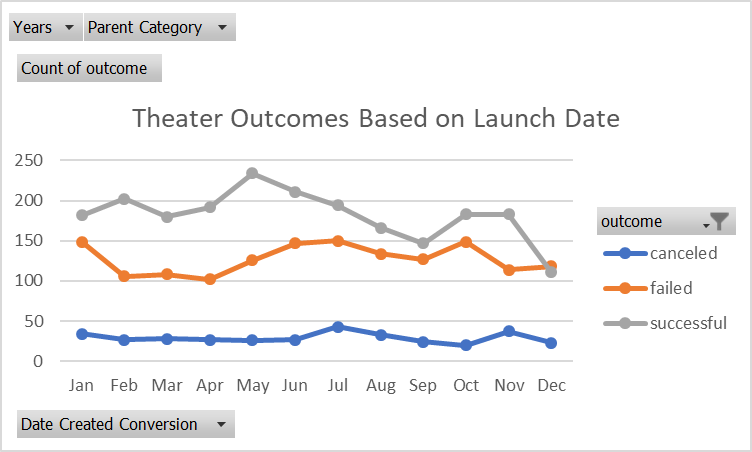 Years Parent Category
Count of outcome
Theater Outcomes Based on Launch Date
250
200
150
100
50
0
Jan Feb Mar Apr May Jun Jul Aug Sep Oct Nov Dec
outcome
canceled
failed
successful
Date Created Conversion